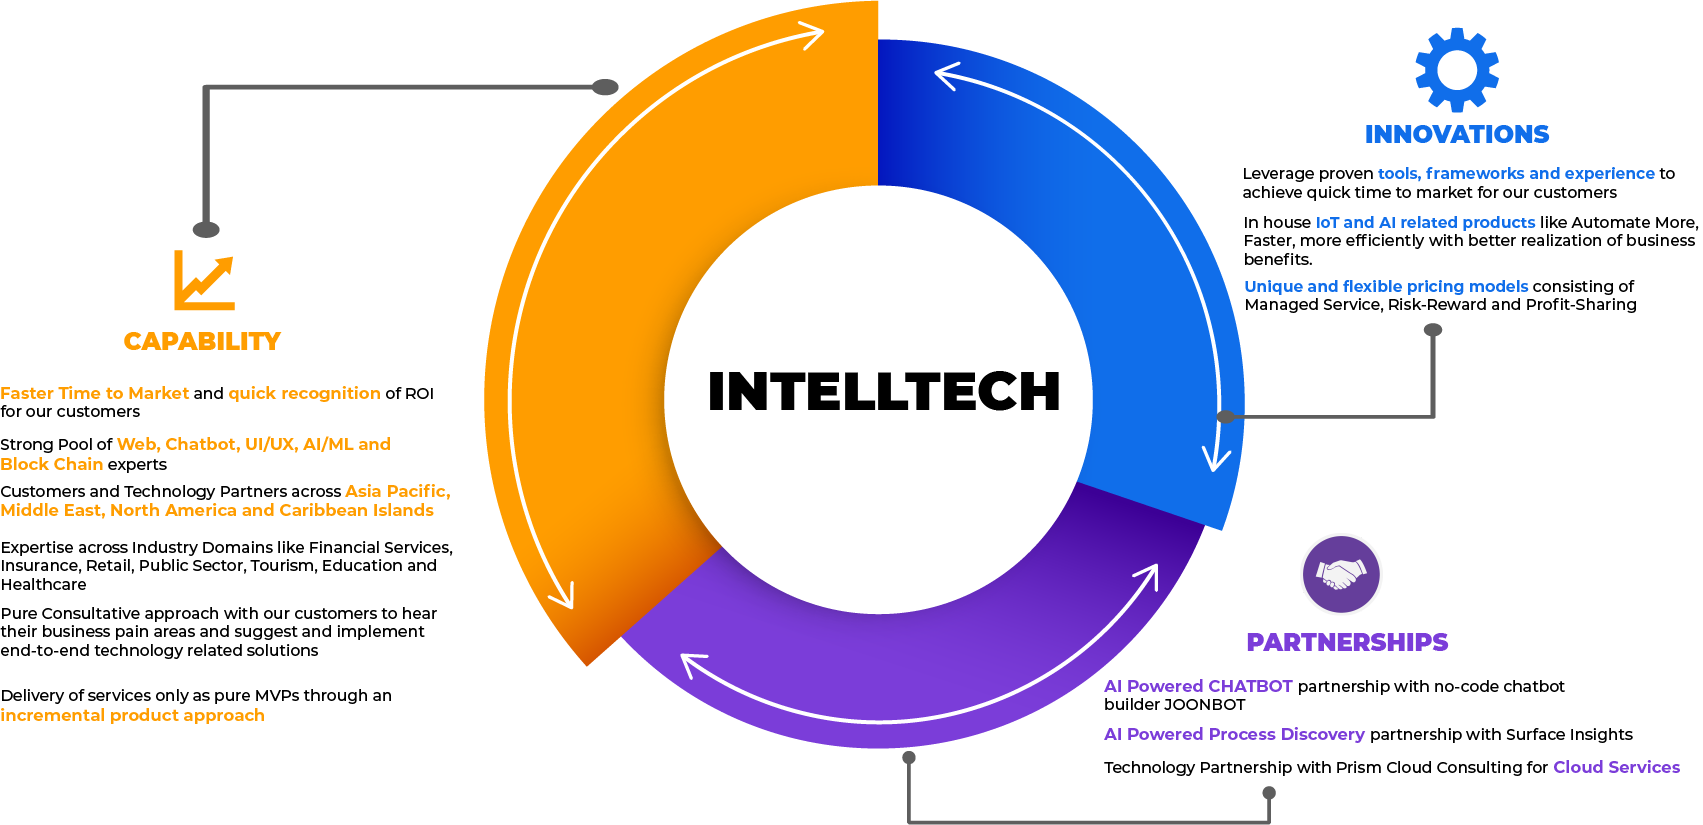 INTELLTECH
CAPABILITY
Faster Time to Market and quick recognition of ROI
for our customers
Strong Pool of Web, Chatbot, UI/UX, AI/ML and
Block Chain experts
Customers and Technology Partners across Asia Pacific,
Middle East, North America and Caribbean Islands
Expertise across Industry Domains like Financial Services,
Insurance, Retail, Public Sector, Tourism, Education and
Healthcare
Pure Consultative approach with our customers to hear
their business pain areas and suggest and implement
end-to-end technology related solutions
Delivery of services only as pure MVPs through an
incremental product approach
INNOVATIONS
Leverage proven tools, frameworks and experience to
achieve quick time to market for our customers
In house IoT and AI related products like Automate More,
Faster, more efficiently with better realization of business
benefits.
Unique and flexible pricing models consisting of
Managed Service, Risk-Reward and Profit-Sharing
PARTNERSHIPS
AI Powered CHATBOT partnership with no-code chatbot
builder JOONBOT
AI Powered Process Discovery partnership with Surface Insights
Technology Partnership with Prism Cloud Consulting for Cloud Services